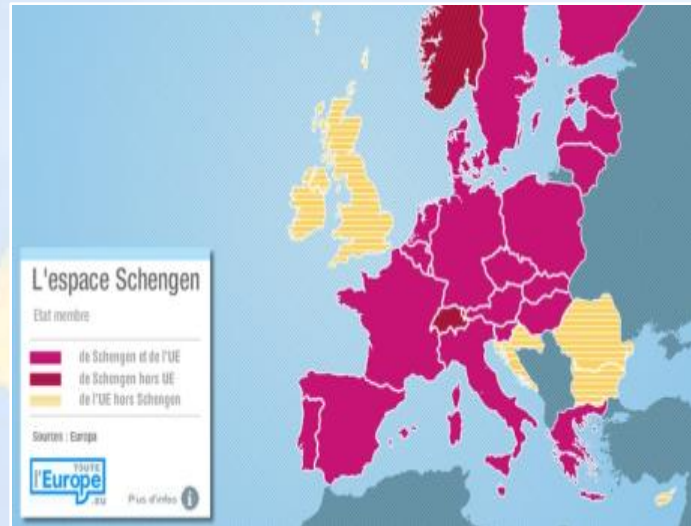 L'espace Schengen
Etat membre
de Schengen et de l'UE
de Schengen hors UE
de l'UE hors Schengen
Sources : Europa
TOUTE
l'Europe
.eu
Plus d'infos i